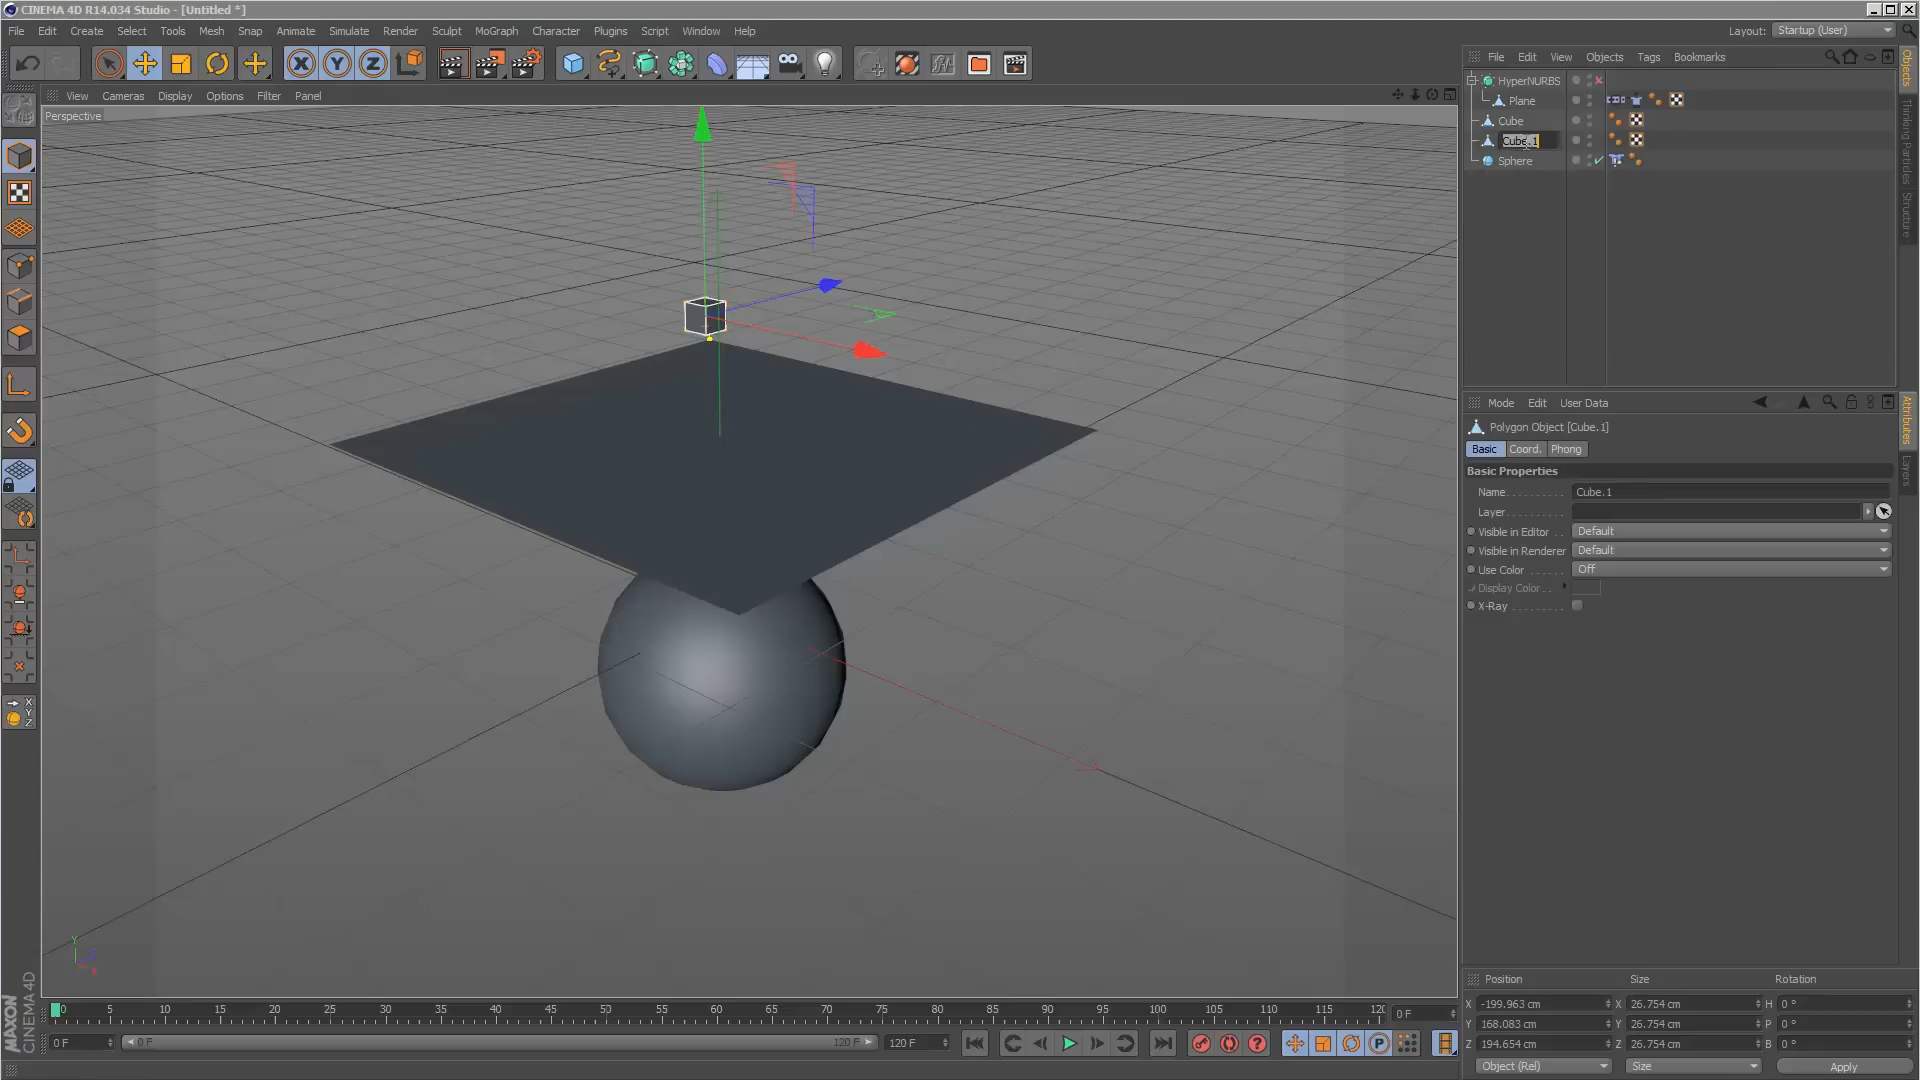 CINEMA 4D R14.034 Studio - [Untitled *]
File Edit Create Select Tools Mesh Snap Animate Simulate Render Sculpt MoGraph Character Plugins Script Window Help
Layout: Startup (User)
X Y Z
View Cameras Display Options Filter Panel
Perspective
File Edit View Objects Tags Bookmarks
HyperNURBS
Plane
Cube
Cube.1
Sphere
Objects
Thinking Particles
Structure
Mode Edit User Data
Polygon Object [Cube.1]
Basic Coord. Phong
Basic Properties
Name Cube.1
Layer
Visible in Editor Default
Visible in Renderer Default
Use Color Off
Display Color
X-Ray
Attributes
Layers
X
Y
Z
Y
MAXON
CINEMA 4D
0 5 10 15 20 25 30 35 40 45 50 55 60 65 70 75 80 85 90 95 100 105 110 115 120 0 F
0 F 0 F 120 F 120 F
P
Position Size Rotation
X -199.963 cm X 26.754 cm H 0 °
Y 168.083 cm Y 26.754 cm P 0 °
Z 194.654 cm Z 26.754 cm B 0 °
Object (Rel) Size Apply